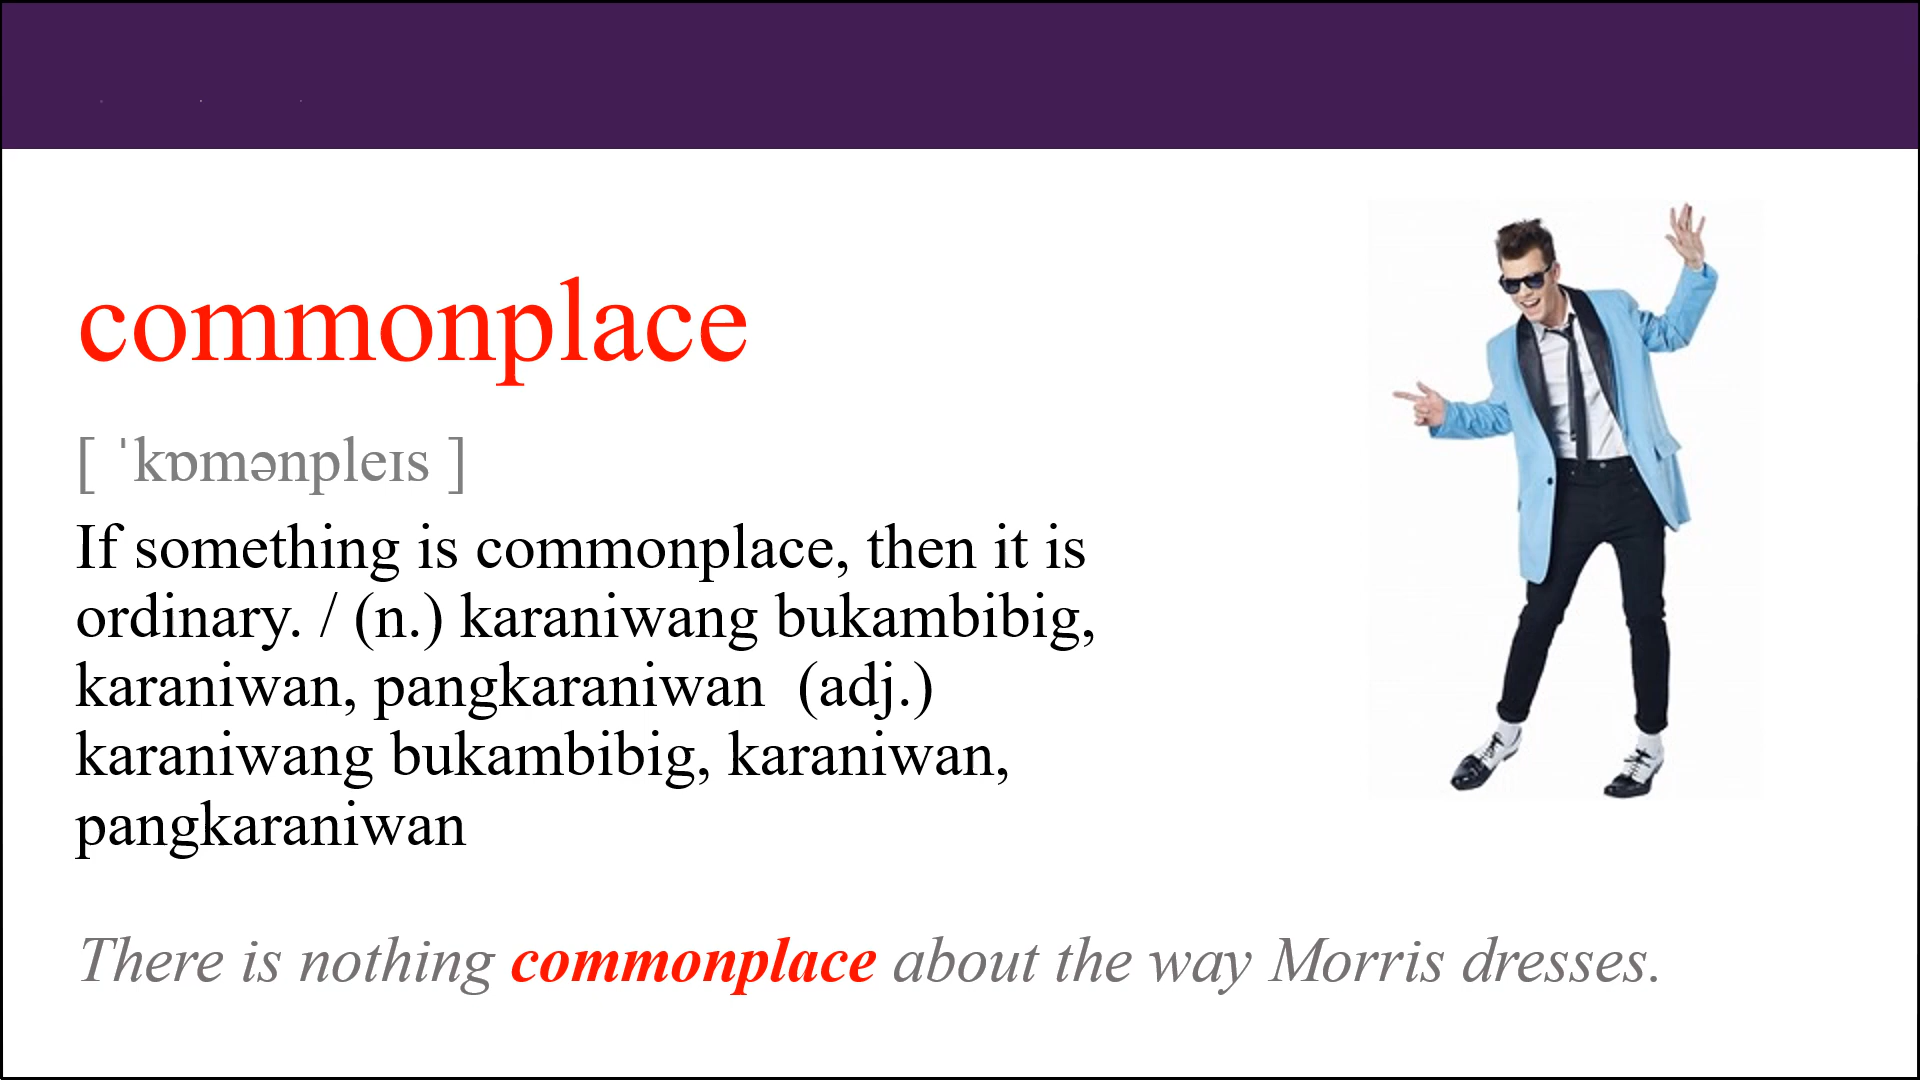 commonplace
[ ˈkɒmənpleɪs ]
If something is commonplace, then it is
ordinary. / (n.) karaniwang bukambibig,
karaniwan, pangkaraniwan  (adj.)
karaniwang bukambibig, karaniwan,
pangkaraniwan
There is nothing commonplace about the way Morris dresses.